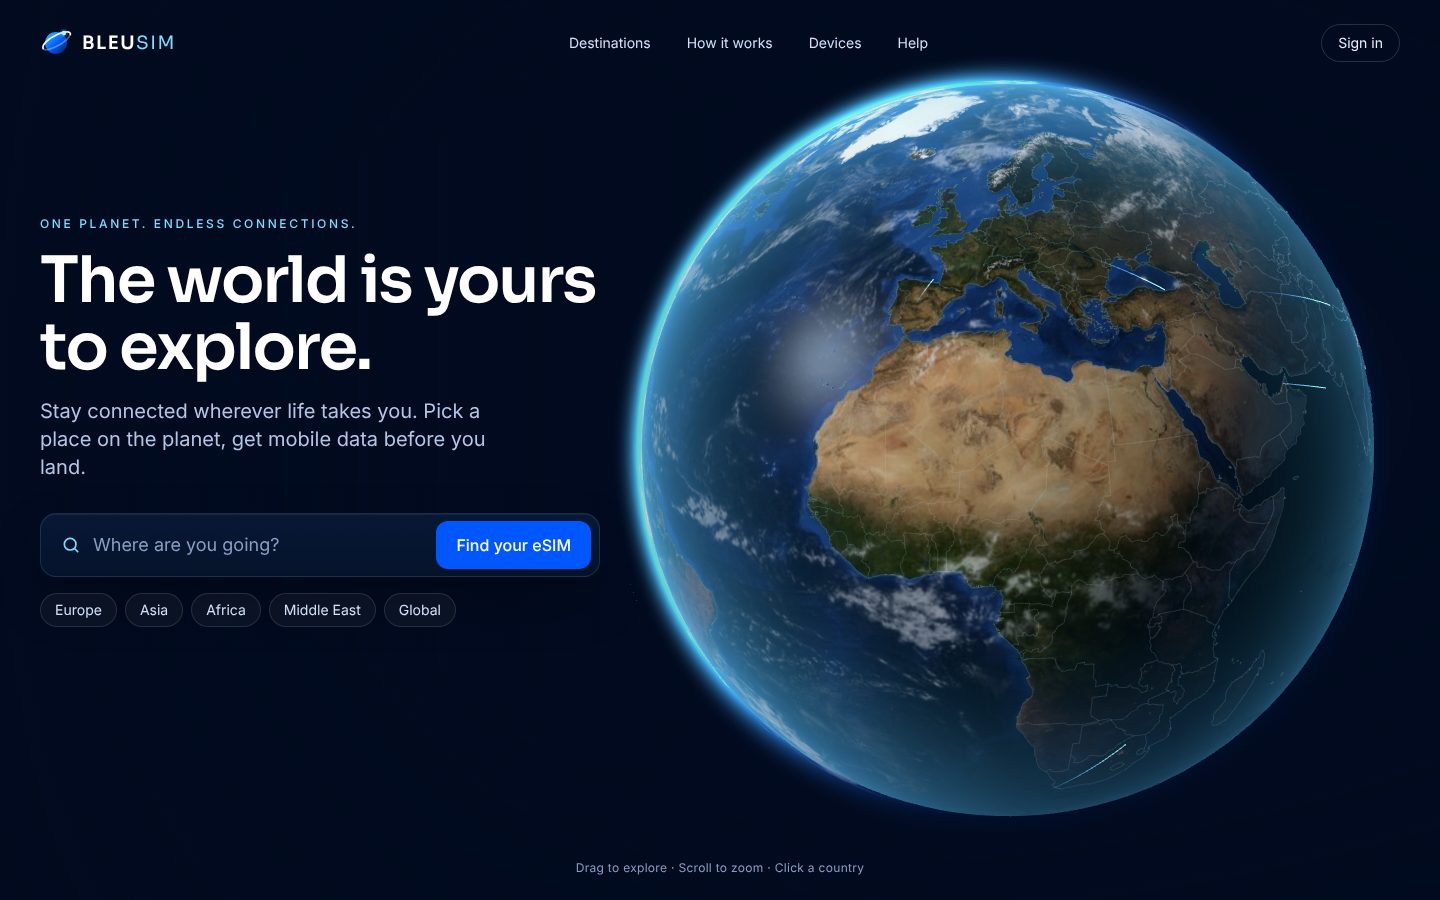 BLEUSIM
Destinations
How it works
Devices
Help
Sign in
ONE PLANET. ENDLESS CONNECTIONS.
The world is yours
to explore.
Stay connected wherever life takes you. Pick a
place on the planet, get mobile data before you
land.
Where are you going?
Find your eSIM
Europe
Asia
Africa
Middle East
Global
Drag to explore · Scroll to zoom · Click a country